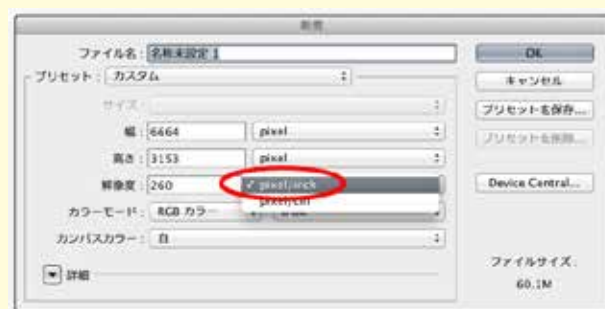 新規
ファイル名: 名称未設定 1
OK
プリセット: カスタム
キャンセル
サイズ:
プリセットを保存...
幅: 6664 pixel
プリセットを削除...
高さ: 3153 pixel
解像度: 260 ✓ pixel/inch
pixel/cm
Device Central...
カラーモード: RGB カラー
カンバスカラー: 白
詳細
ファイルサイズ:
60.1M